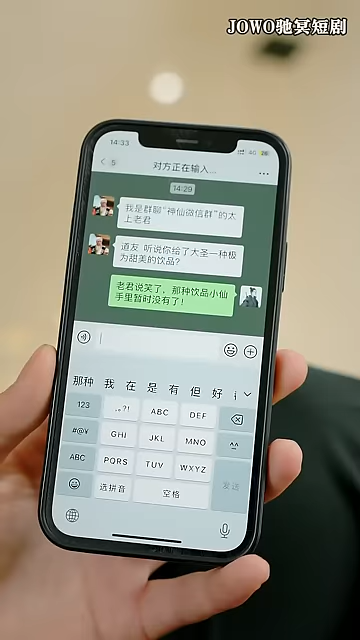 JOWO驰冥短剧
14:33
4G 26
5
对方正在输入...
14:29
我是群聊“神仙微信群”的太
上老君
道友 听说你给了大圣一种极
为甜美的饮品?
老君说笑了，那种饮品小仙
手里暂时没有了!
那种 我 在 是 有 但 好
123 ,。?! ABC DEF
#@¥ GHI JKL MNO ^^
ABC PQRS TUV WXYZ 发送
选拼音 空格